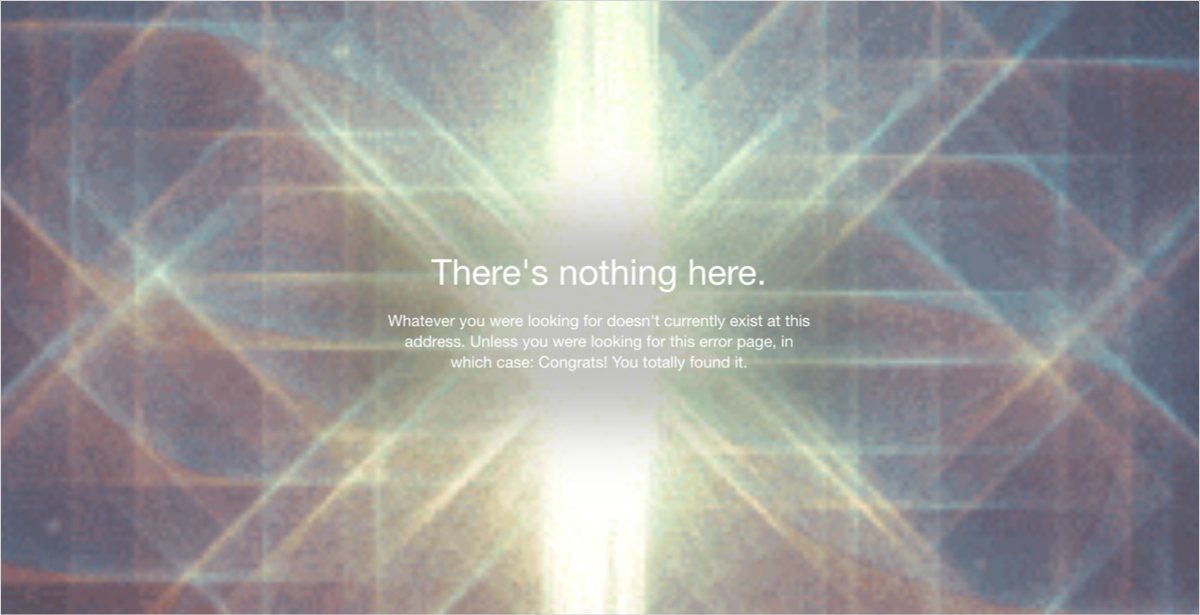 There's nothing here.
Whatever you were looking for doesn't currently exist at this
address. Unless you were looking for this error page, in
which case: Congrats! You totally found it.